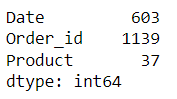 Date 603
Order_id 1139
Product 37
dtype: int64